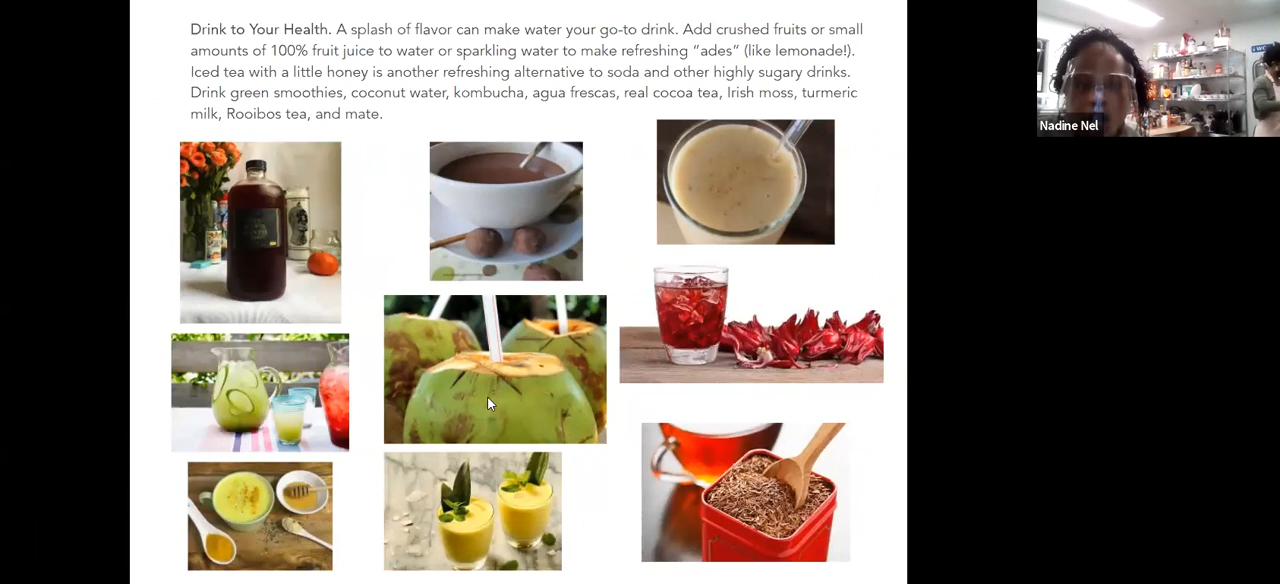 Drink to Your Health. A splash of flavor can make water your go-to drink. Add crushed fruits or small
amounts of 100% fruit juice to water or sparkling water to make refreshing “ades” (like lemonade!).
Iced tea with a little honey is another refreshing alternative to soda and other highly sugary drinks.
Drink green smoothies, coconut water, kombucha, agua frescas, real cocoa tea, Irish moss, turmeric
milk, Rooibos tea, and mate.
Nadine Nel